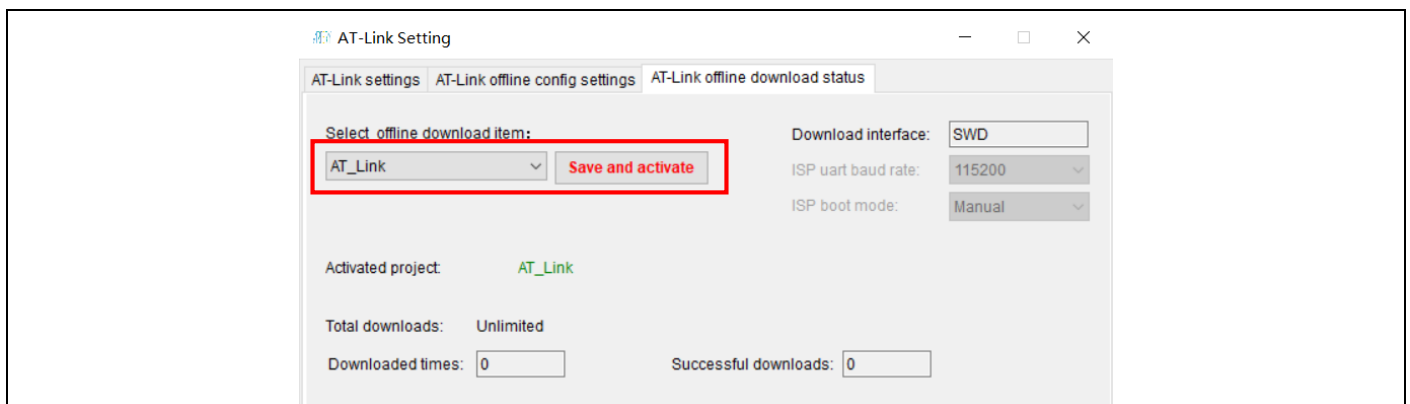 AT-Link Setting
AT-Link settings AT-Link offline config settings AT-Link offline download status
Select offline download item：
Download interface: SWD
AT_Link Save and activate
ISP uart baud rate: 115200
ISP boot mode: Manual
Activated project: AT_Link
Total downloads: Unlimited
Downloaded times: 0 Successful downloads: 0